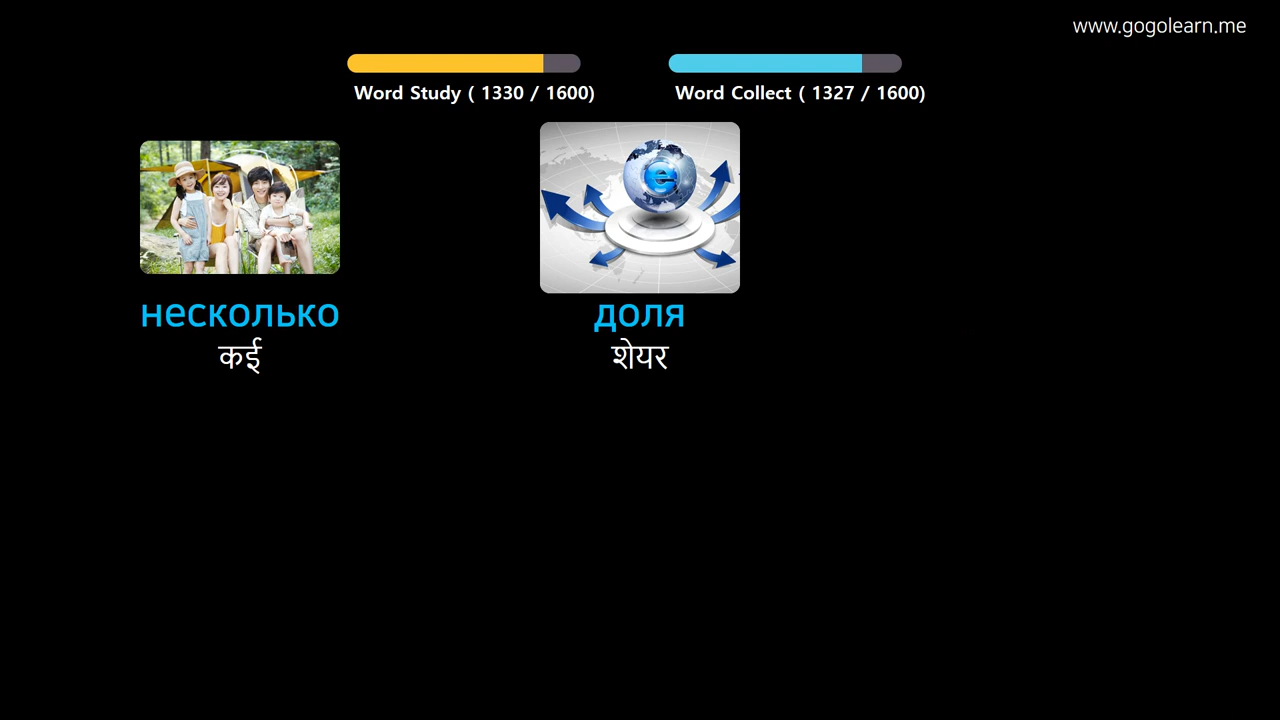 www.gogolearn.me
Word Study ( 1330 / 1600)
Word Collect ( 1327 / 1600)
e
несколько
कई
доля
शेयर